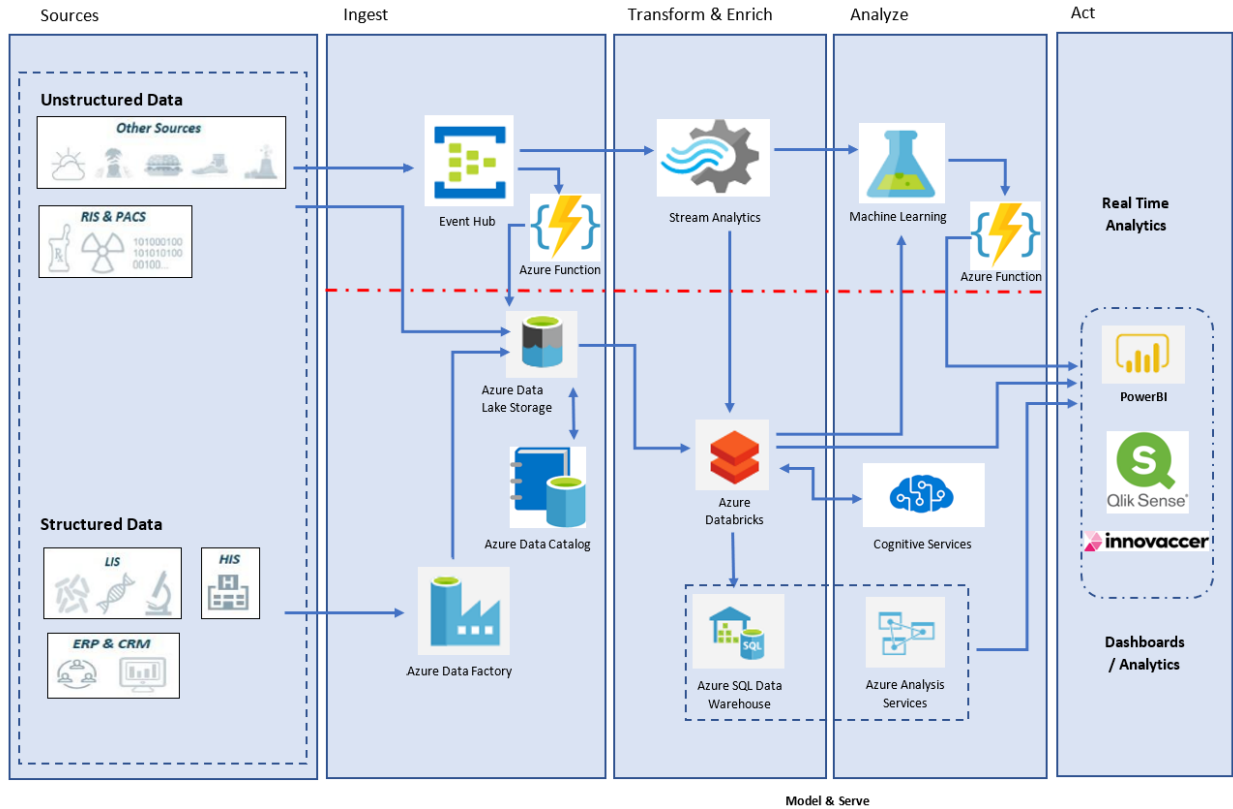 Sources
Ingest
Transform & Enrich
Analyze
Act
Unstructured Data
Other Sources
RIS & PACS
Rx
101000100
101010100
00100...
Structured Data
LIS
HIS
H
ERP & CRM
Event Hub
Azure Function
Azure Data
Lake Storage
Azure Data Catalog
Azure Data Factory
Stream Analytics
Azure
Databricks
SQL
Azure SQL Data
Warehouse
Machine Learning
Azure Function
Cognitive Services
Azure Analysis
Services
Real Time
Analytics
PowerBI
S
Qlik Sense®
innovaccer
Dashboards
/ Analytics
Model & Serve